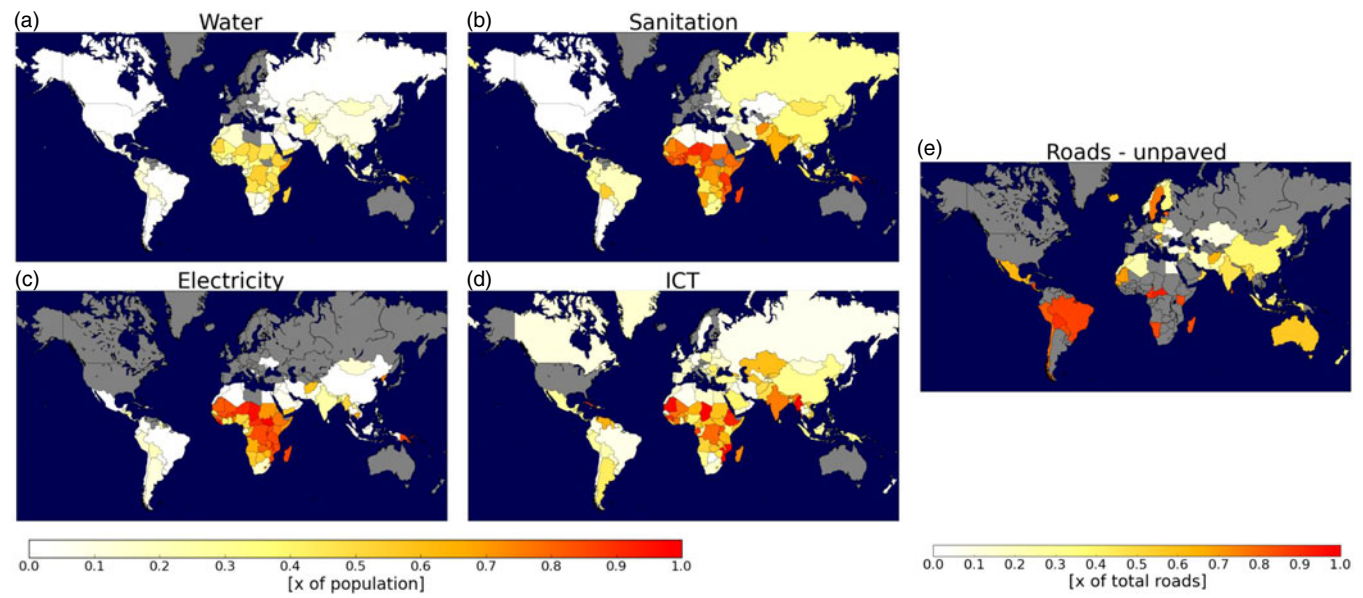 (a) Water
(b) Sanitation
(c) Electricity
(d) ICT
0.0 0.1 0.2 0.3 0.4 0.5 0.6 0.7 0.8 0.9 1.0
[x of population]
(e) Roads - unpaved
0.0 0.1 0.2 0.3 0.4 0.5 0.6 0.7 0.8 0.9 1.0
[x of total roads]